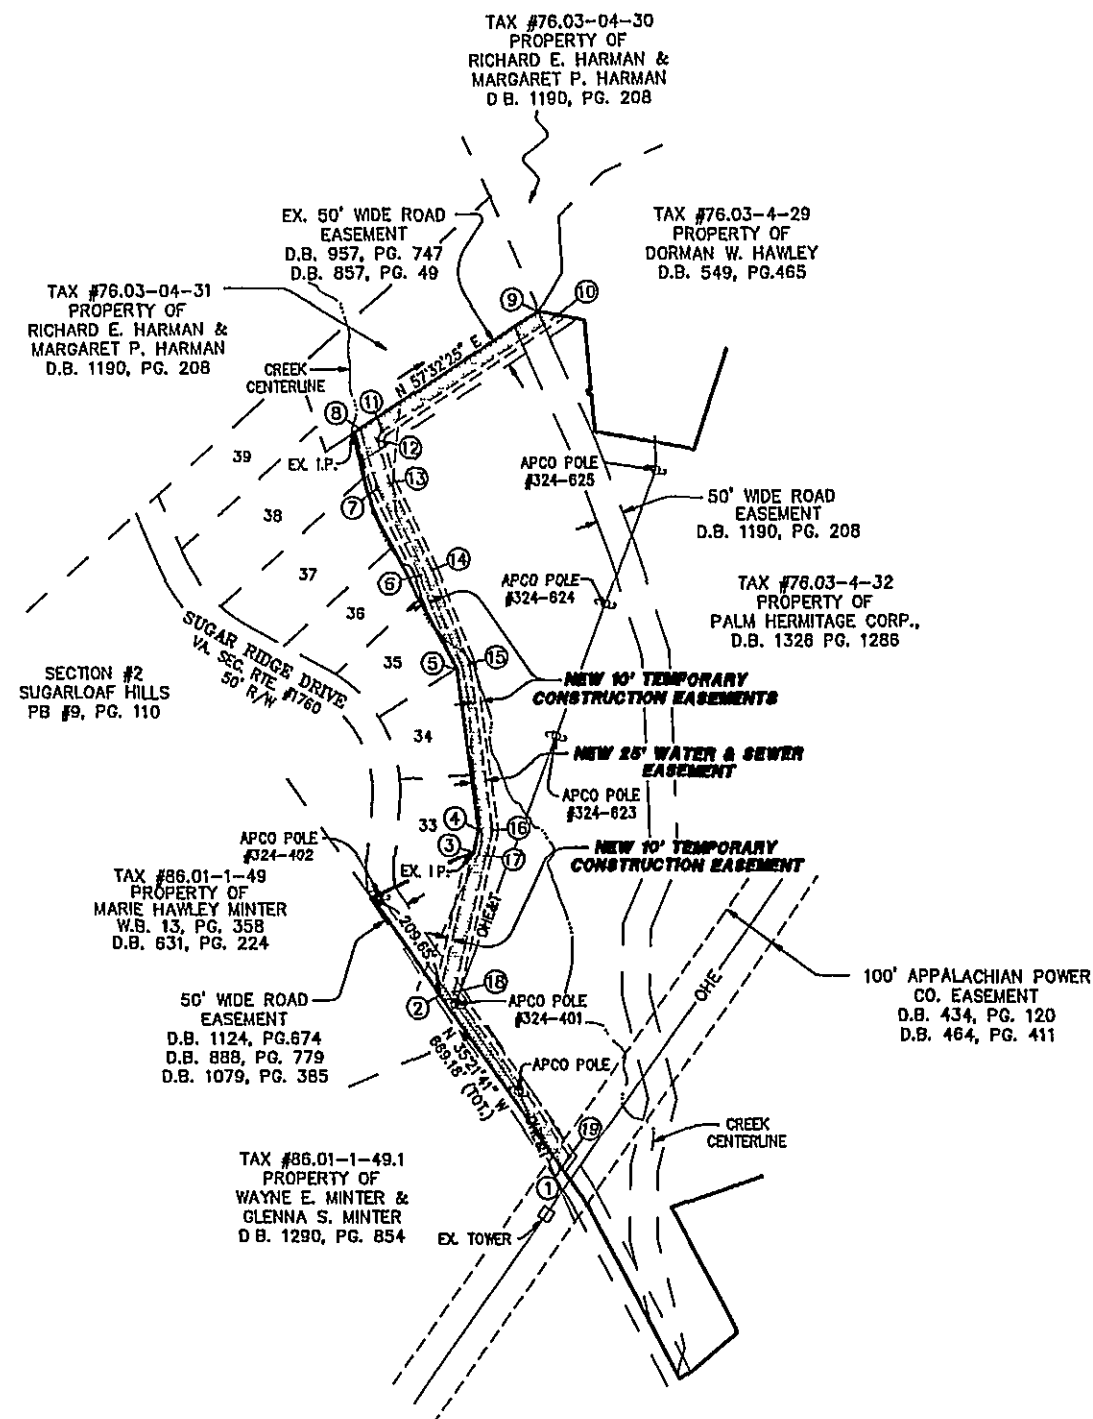 TAX #76.03-04-30
PROPERTY OF
RICHARD E. HARMAN &
MARGARET P. HARMAN
D.B. 1190, PG. 208
EX. 50' WIDE ROAD
EASEMENT
D.B. 957, PG. 747
D.B. 857, PG. 49
TAX #76.03-4-29
PROPERTY OF
DORMAN W. HAWLEY
D.B. 549, PG.465
TAX #76.03-04-31
PROPERTY OF
RICHARD E. HARMAN &
MARGARET P. HARMAN
D.B. 1190, PG. 208
CREEK
CENTERLINE
9
10
N 57°32'25" E
8
11
12
EX. I.P.
39
13
7
38
APCO POLE
#324-625
50' WIDE ROAD
EASEMENT
D.B. 1190, PG. 208
37
14
6
APCO POLE
#324-624
TAX #76.03-4-32
PROPERTY OF
PALM HERMITAGE CORP.,
D.B. 1328 PG. 1286
36
SUGAR RIDGE DRIVE
VA. SEC. RTE. #1760
50' R/W
35
5
15
SECTION #2
SUGARLOAF HILLS
PB #9, PG. 110
NEW 10' TEMPORARY
CONSTRUCTION EASEMENTS
34
NEW 25' WATER & SEWER
EASEMENT
APCO POLE
#324-623
33
4
16
3
17
APCO POLE
#324-402
EX. I.P.
NEW 10' TEMPORARY
CONSTRUCTION EASEMENT
TAX #86.01-1-49
PROPERTY OF
MARIE HAWLEY MINTER
W.B. 13, PG. 358
D.B. 631, PG. 224
209.65'
OHE&T
OHE
100' APPALACHIAN POWER
CO. EASEMENT
D.B. 434, PG. 120
D.B. 464, PG. 411
50' WIDE ROAD
EASEMENT
D.B. 1124, PG.674
D.B. 888, PG. 779
D.B. 1079, PG. 385
2
18
APCO POLE
#324-401
N 35°21'41" W
669.18' (TOT.)
APCO POLE
OHE&T
19
CREEK
CENTERLINE
TAX #86.01-1-49.1
PROPERTY OF
WAYNE E. MINTER &
GLENNA S. MINTER
D.B. 1290, PG. 854
1
EX. TOWER